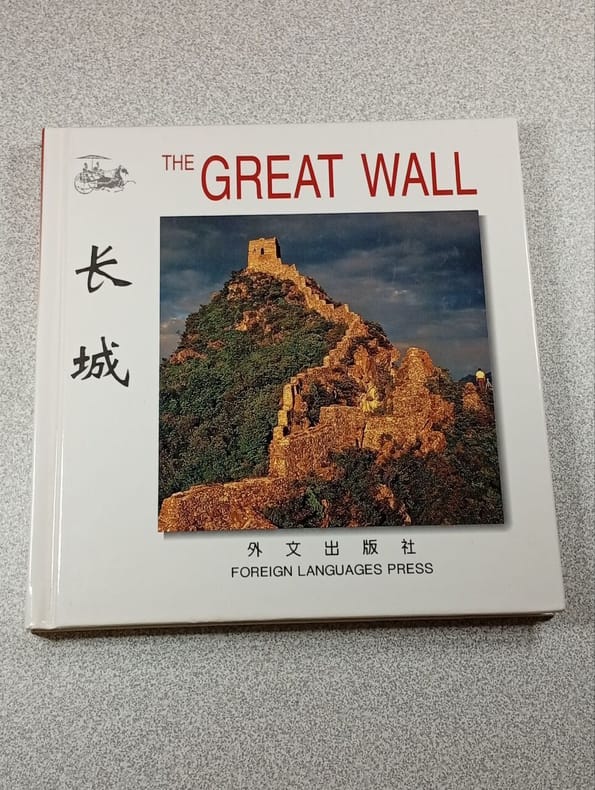 THE GREAT WALL
长
城
外文出版社
FOREIGN LANGUAGES PRESS